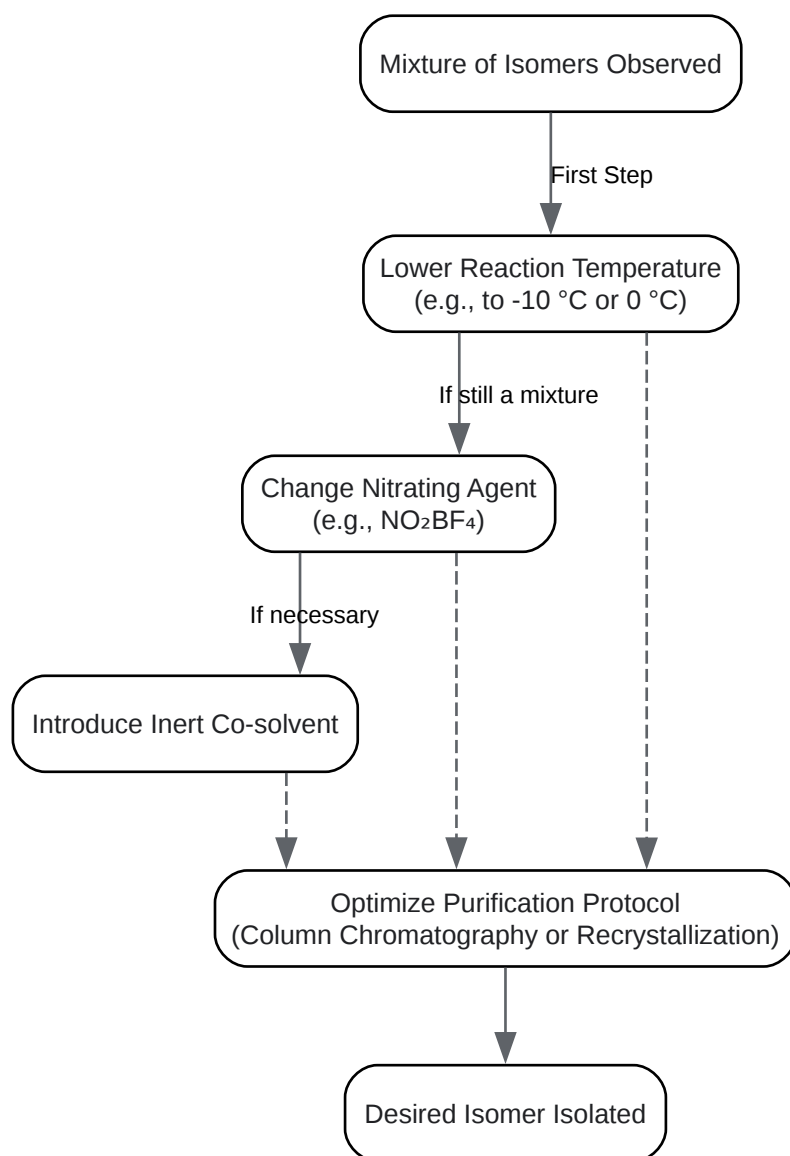 Mixture of Isomers Observed
First Step
Lower Reaction Temperature
(e.g., to -10 °C or 0 °C)
If still a mixture
Change Nitrating Agent
(e.g., NO₂BF₄)
If necessary
Introduce Inert Co-solvent
Optimize Purification Protocol
(Column Chromatography or Recrystallization)
Desired Isomer Isolated